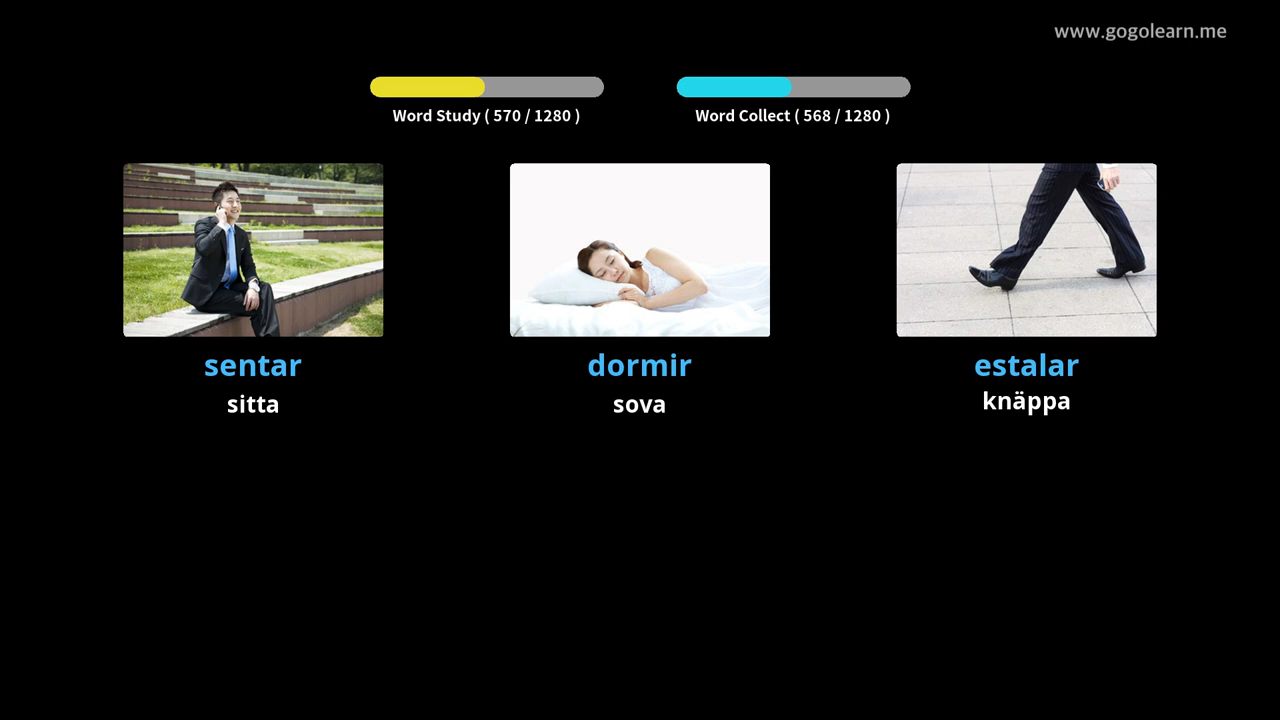 www.gogolearn.me
Word Study ( 570 / 1280 )
Word Collect ( 568 / 1280 )
sentar
sitta
dormir
sova
estalar
knäppa